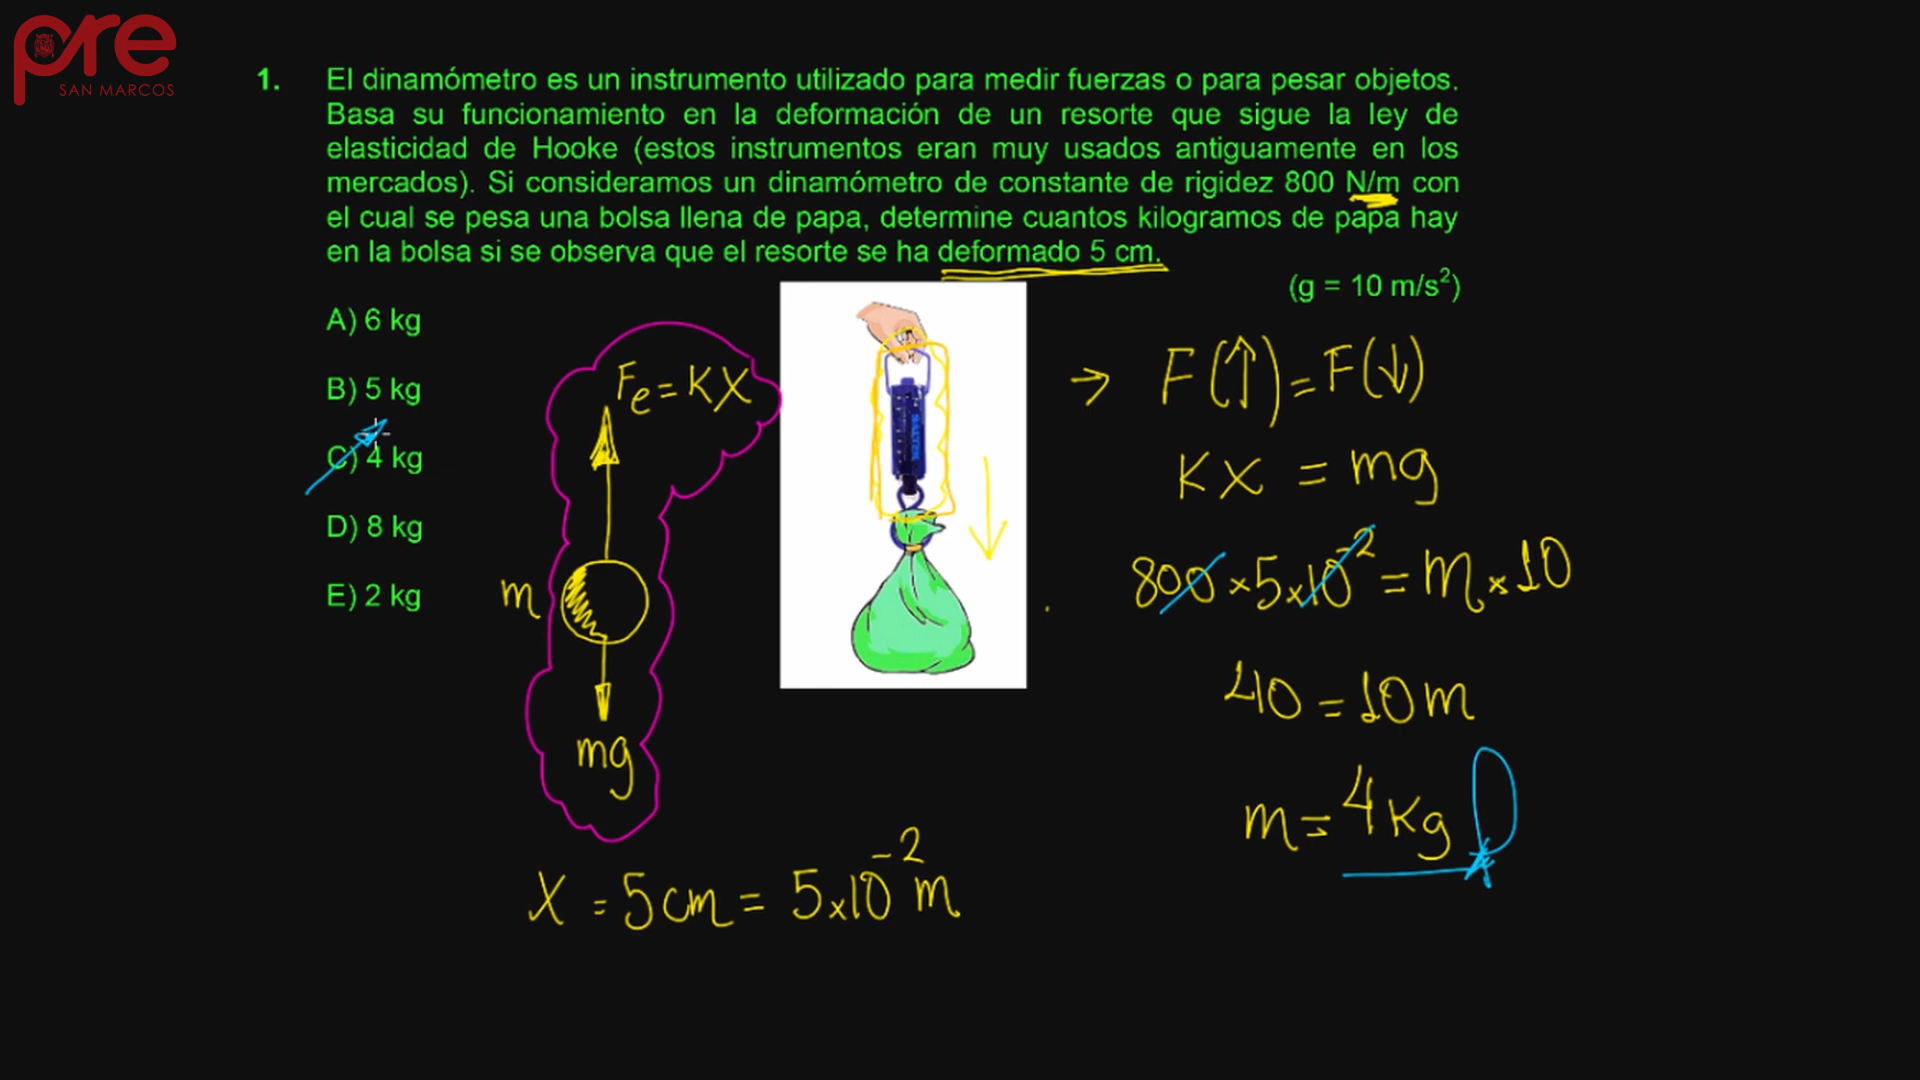 pre
SAN MARCOS
1. El dinamómetro es un instrumento utilizado para medir fuerzas o para pesar objetos.
Basa su funcionamiento en la deformación de un resorte que sigue la ley de
elasticidad de Hooke (estos instrumentos eran muy usados antiguamente en los
mercados). Si consideramos un dinamómetro de constante de rigidez 800 N/m con
el cual se pesa una bolsa llena de papa, determine cuantos kilogramos de papa hay
en la bolsa si se observa que el resorte se ha deformado 5 cm.
(g = 10 m/s²)
A) 6 kg
B) 5 kg
C) 4 kg
D) 8 kg
E) 2 kg
Fe = KX
m
mg
X = 5cm = 5x10⁻² m
SALTER
→ F(↑) = F(↓)
KX = mg
800 x 5 x 10⁻² = m x 10
40 = 10m
m = 4 Kg